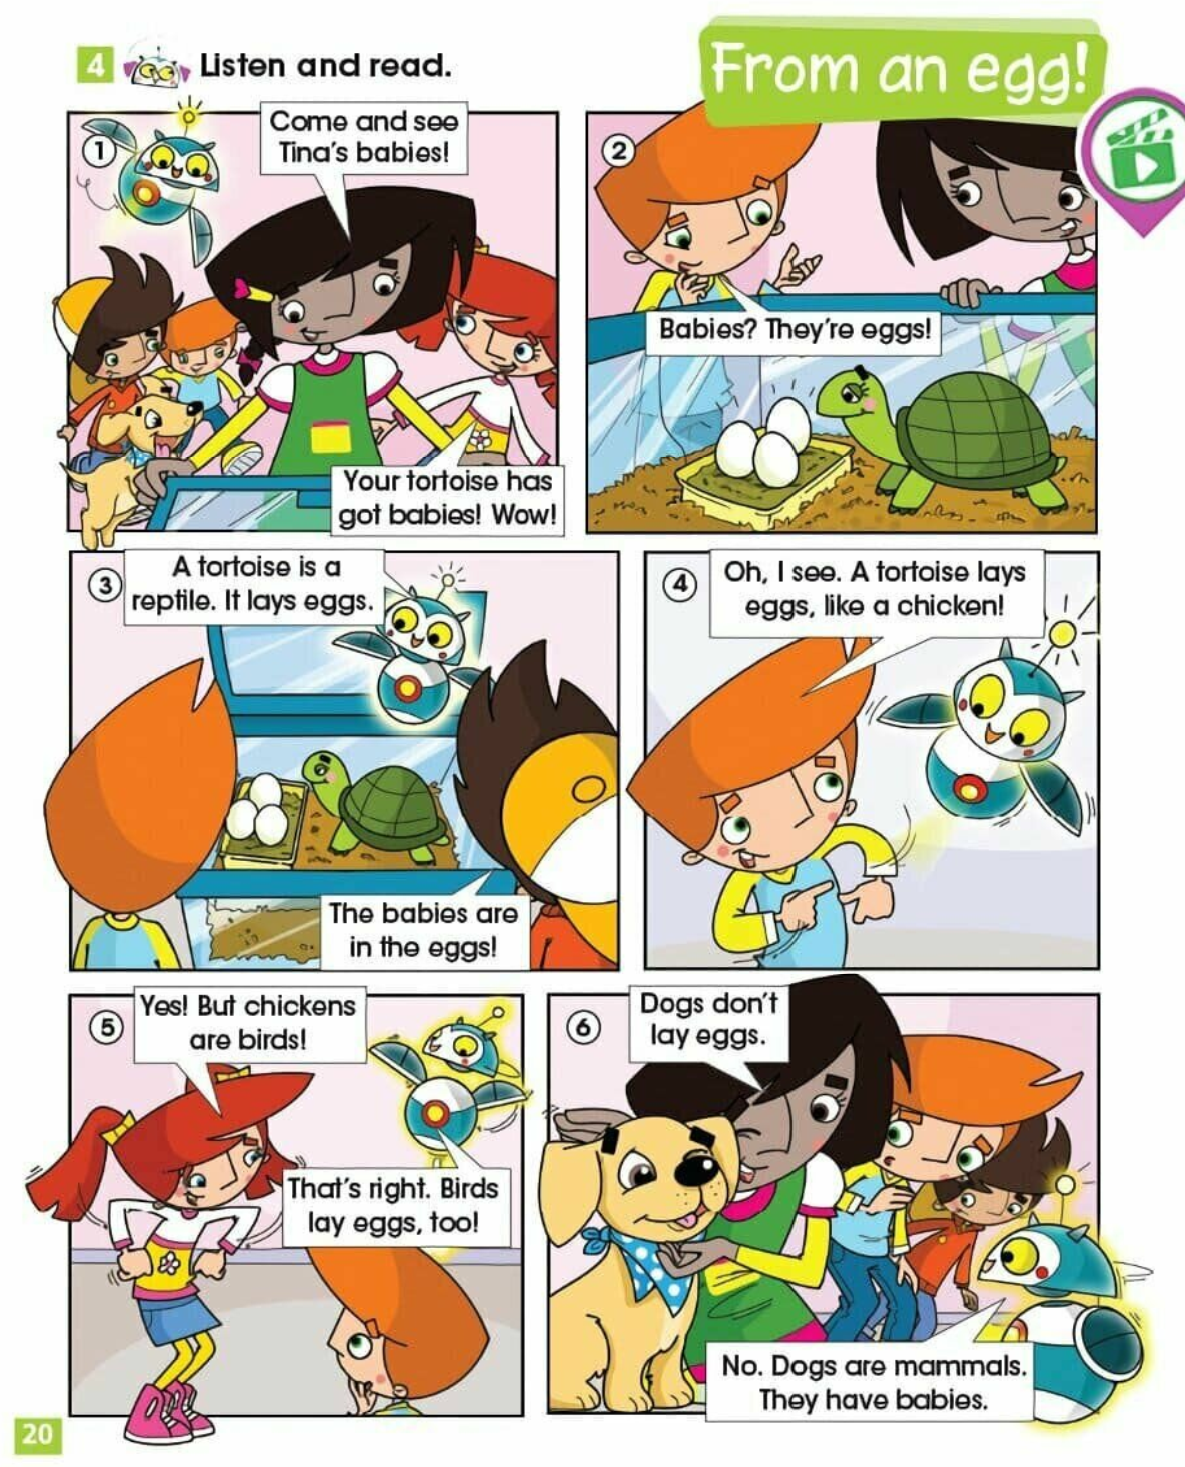 4 Listen and read.
From an egg!
1
Come and see
Tina's babies!
Your tortoise has
got babies! Wow!
2
Babies? They're eggs!
3
A tortoise is a
reptile. It lays eggs.
The babies are
in the eggs!
4
Oh, I see. A tortoise lays
eggs, like a chicken!
5
Yes! But chickens
are birds!
That's right. Birds
lay eggs, too!
6
Dogs don't
lay eggs.
No. Dogs are mammals.
They have babies.
20